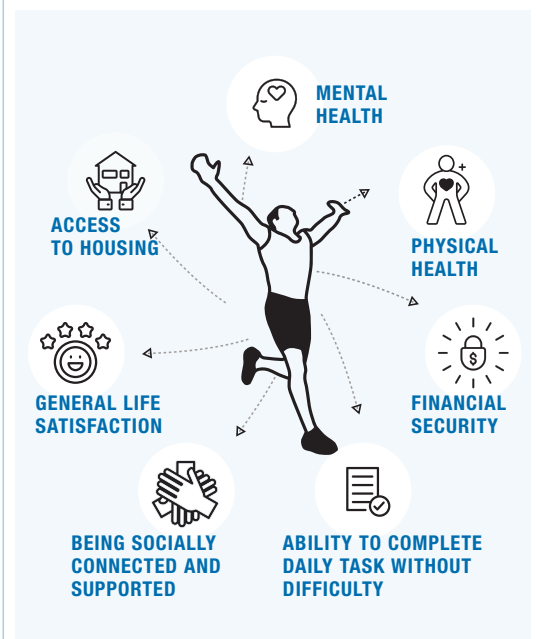 MENTAL
HEALTH
ACCESS
TO HOUSING
PHYSICAL
HEALTH
GENERAL LIFE
SATISFACTION
$
FINANCIAL
SECURITY
BEING SOCIALLY
CONNECTED AND
SUPPORTED
ABILITY TO COMPLETE
DAILY TASK WITHOUT
DIFFICULTY